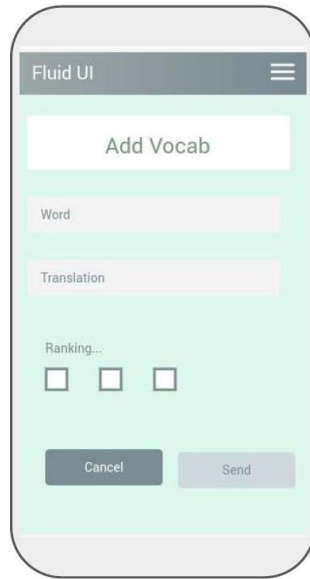 Fluid UI
Add Vocab
Word
Translation
Ranking...
Cancel Send